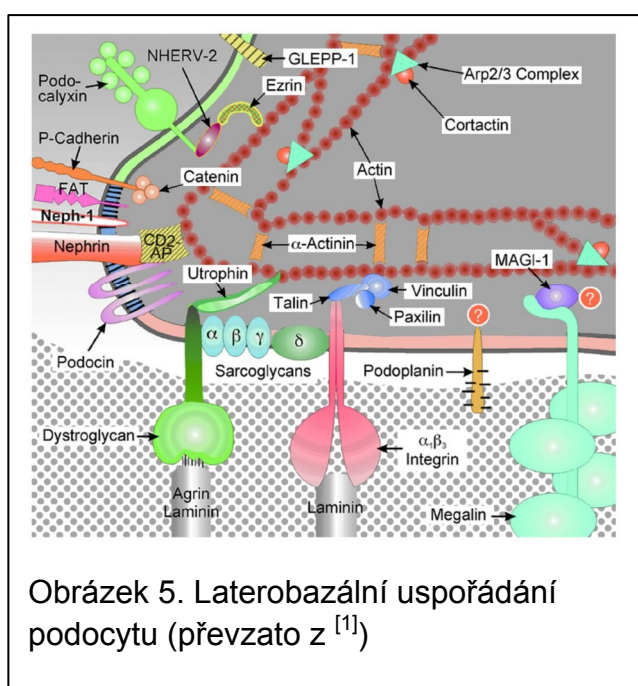 NHERV-2
GLEPP-1
Podo-
calyxin
Ezrin
Arp2/3 Complex
P-Cadherin
Cortactin
FAT
Catenin
Actin
Neph-1
Nephrin
CD2-
AP
α-Actinin
MAGI-1
Utrophin
Talin
Vinculin
?
Paxilin
?
Podocin
α β γ δ
Sarcoglycans
Podoplanin
Dystroglycan
α₁β₃
Integrin
Agrin
Laminin
Laminin
Megalin
Obrázek 5. Laterobazální uspořádání
podocytu (převzato z [1])